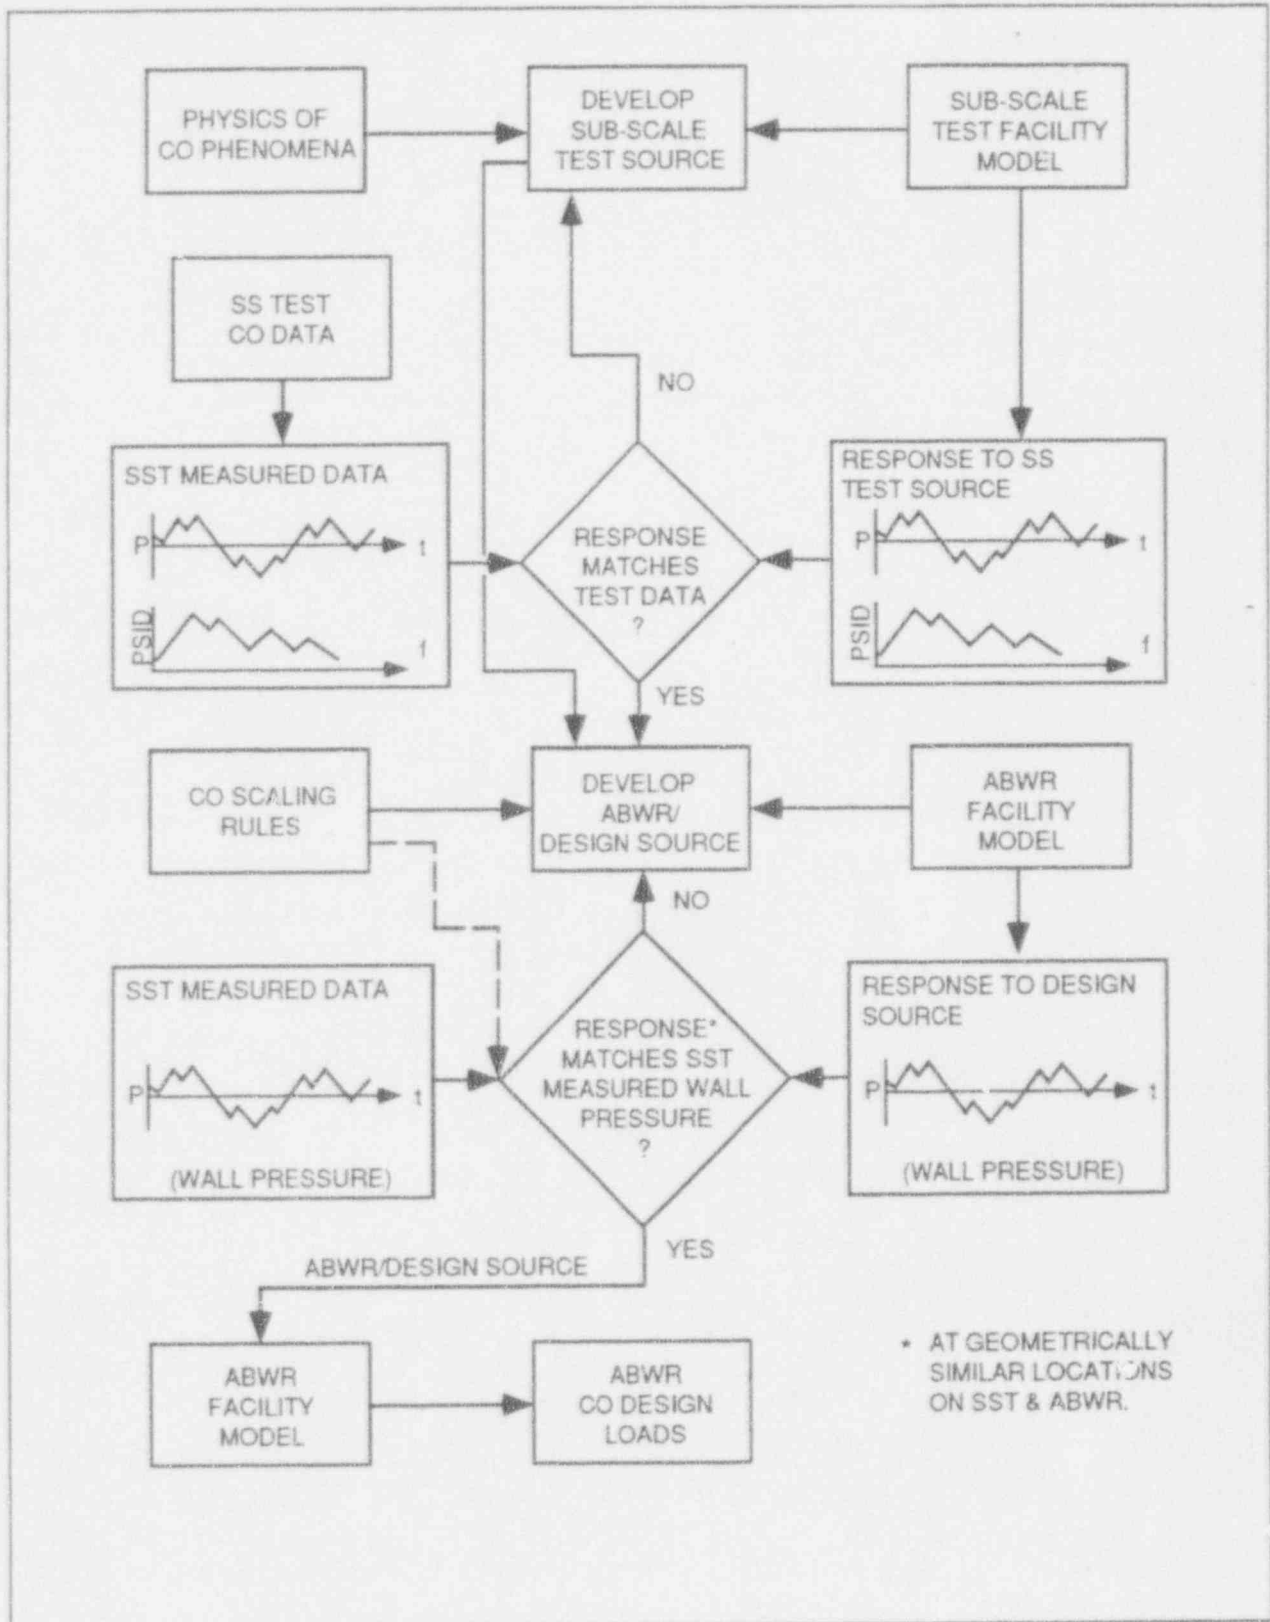 PHYSICS OF
CO PHENOMENA
DEVELOP
SUB-SCALE
TEST SOURCE
SUB-SCALE
TEST FACILITY
MODEL
SS TEST
CO DATA
NO
SST MEASURED DATA
P
t
PSID
f
RESPONSE
MATCHES
TEST DATA
?
RESPONSE TO SS
TEST SOURCE
P
t
PSID
f
YES
CO SCALING
RULES
DEVELOP
ABWR/
DESIGN SOURCE
ABWR
FACILITY
MODEL
NO
SST MEASURED DATA
P
t
(WALL PRESSURE)
RESPONSE*
MATCHES SST
MEASURED WALL
PRESSURE
?
RESPONSE TO DESIGN
SOURCE
P
t
(WALL PRESSURE)
YES
ABWR/DESIGN SOURCE
ABWR
FACILITY
MODEL
ABWR
CO DESIGN
LOADS
* AT GEOMETRICALLY
SIMILAR LOCATIONS
ON SST & ABWR.